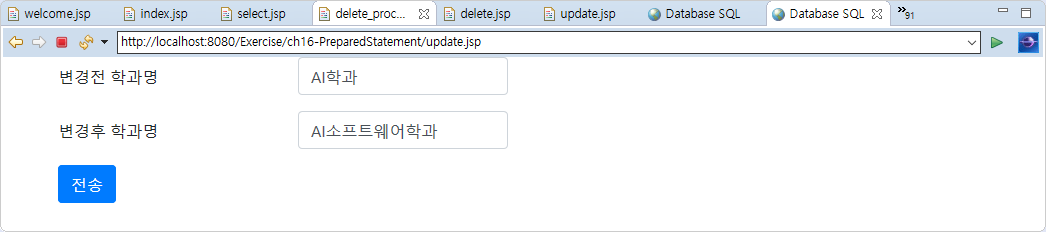 welcome.jsp index.jsp select.jsp delete_proc... delete.jsp update.jsp Database SQL Database SQL »91
http://localhost:8080/Exercise/ch16-PreparedStatement/update.jsp
변경전 학과명 AI학과
변경후 학과명 AI소프트웨어학과
전송